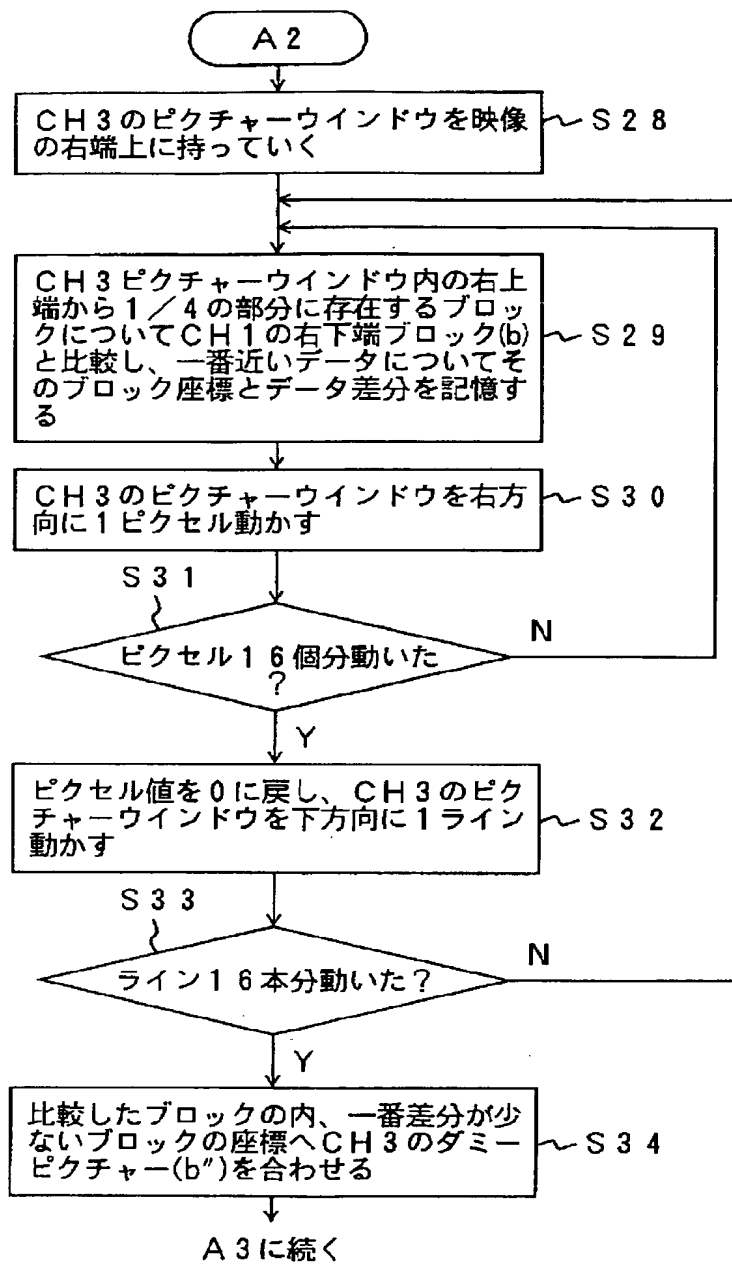 A2
CH3のピクチャーウインドウを映像
の右端上に持っていく
S28
CH3ピクチャーウインドウ内の右上
端から1/4の部分に存在するブロッ
クについてCH1の右下端ブロック(b)
と比較し、一番近いデータについてそ
のブロック座標とデータ差分を記憶す
る
S29
CH3のピクチャーウインドウを右方
向に1ピクセル動かす
S30
S31
ピクセル16個分動いた
?
N
Y
ピクセル値を0に戻し、CH3のピク
チャーウインドウを下方向に1ライン
動かす
S32
S33
ライン16本分動いた?
N
Y
比較したブロックの内、一番差分が少
ないブロックの座標へCH3のダミー
ピクチャー(b″)を合わせる
S34
A3に続く